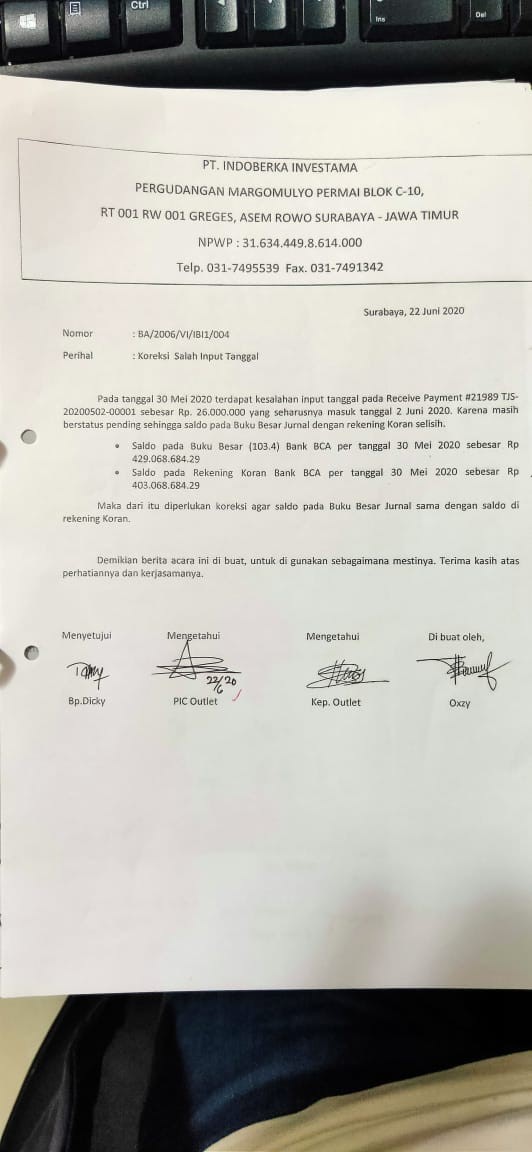 Ctrl
Ins
Del
PT. INDOBERKA INVESTAMA
PERGUDANGAN MARGOMULYO PERMAI BLOK C-10,
RT 001 RW 001 GREGES, ASEM ROWO SURABAYA - JAWA TIMUR
NPWP : 31.634.449.8.614.000
Telp. 031-7495539 Fax. 031-7491342
Surabaya, 22 Juni 2020
Nomor : BA/2006/VI/IBI1/004
Perihal : Koreksi Salah Input Tanggal
Pada tanggal 30 Mei 2020 terdapat kesalahan input tanggal pada Receive Payment #21989 TJS-
20200502-00001 sebesar Rp. 26.000.000 yang seharusnya masuk tanggal 2 Juni 2020. Karena masih
berstatus pending sehingga saldo pada Buku Besar Jurnal dengan rekening Koran selisih.
• Saldo pada Buku Besar (103.4) Bank BCA per tanggal 30 Mei 2020 sebesar Rp
429.068.684.29
• Saldo pada Rekening Koran Bank BCA per tanggal 30 Mei 2020 sebesar Rp
403.068.684.29
Maka dari itu diperlukan koreksi agar saldo pada Buku Besar Jurnal sama dengan saldo di
rekening Koran.
Demikian berita acara ini di buat, untuk di gunakan sebagaimana mestinya. Terima kasih atas
perhatiannya dan kerjasamanya.
Menyetujui Mengetahui Mengetahui Di buat oleh,
22/6 20
Bp.Dicky PIC Outlet Kep. Outlet Oxzy